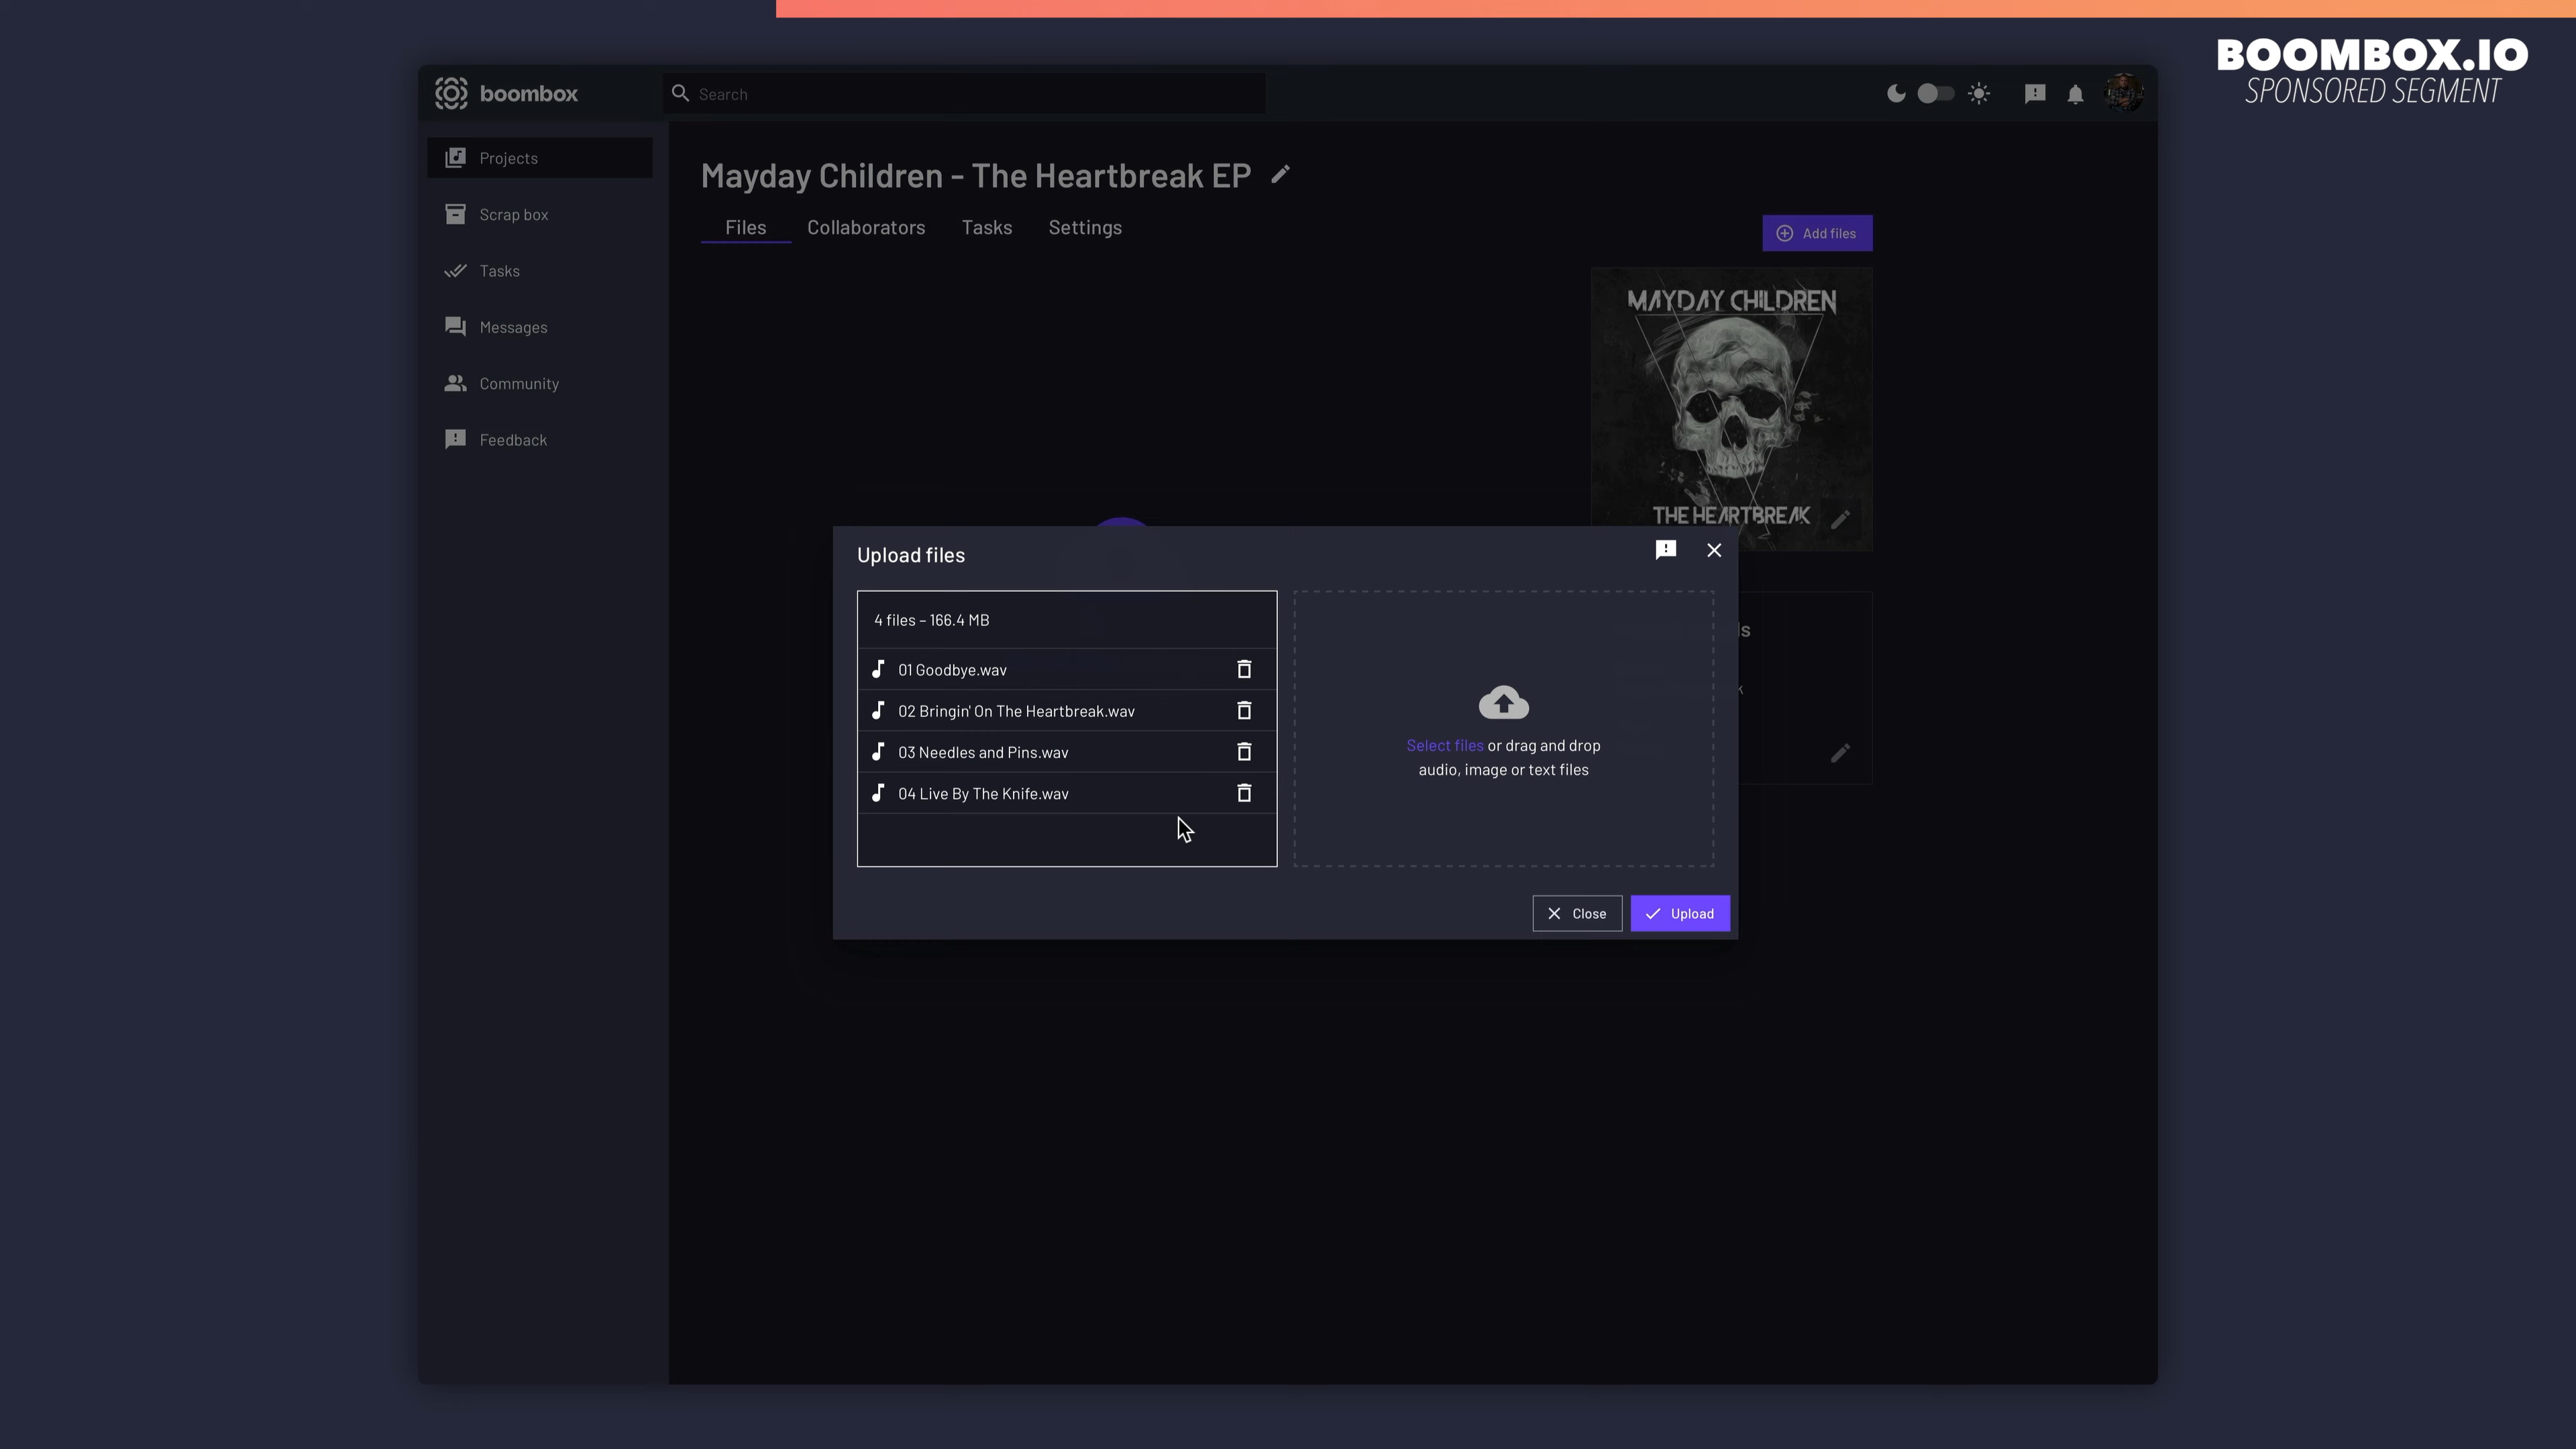 BOOMBOX.IO
SPONSORED SEGMENT
boombox
Search
Projects
Scrap box
Tasks
Messages
Community
Feedback
Mayday Children - The Heartbreak EP
Files
Collaborators
Tasks
Settings
Add files
MAYDAY CHILDREN
THE HEARTBREAK
Upload files
4 files – 166.4 MB
01 Goodbye.wav
02 Bringin' On The Heartbreak.wav
03 Needles and Pins.wav
04 Live By The Knife.wav
Select files or drag and drop
audio, image or text files
Close
Upload